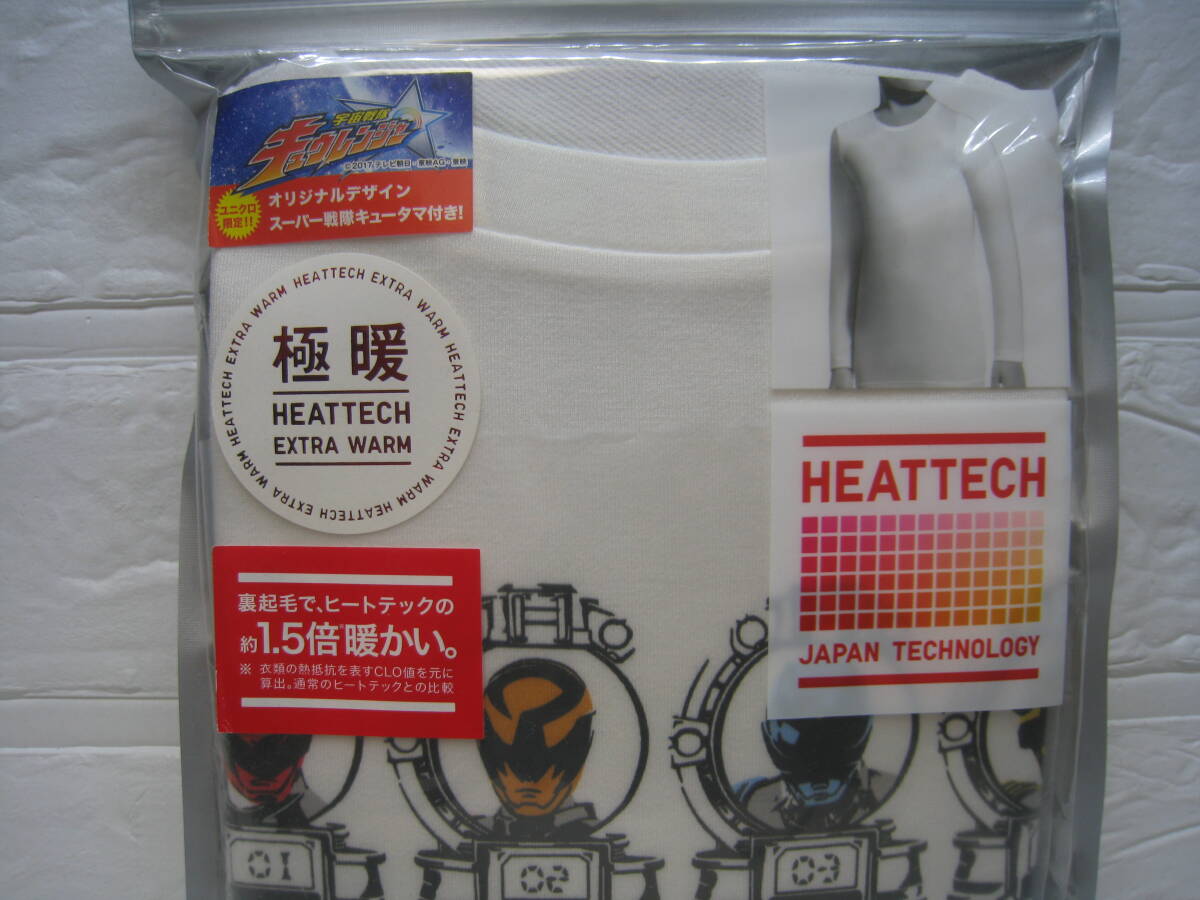 宇宙戦隊
キュウレンジャー
©2017 テレビ朝日・東映AG・東映
ユニクロ
限定!!
オリジナルデザイン
スーパー戦隊キュータマ付き!
HEATTECH EXTRA WARM HEATTECH EXTRA WARM HEATTECH EXTRA WARM HEATTECH EXTRA WARM
極暖
HEATTECH
EXTRA WARM
裏起毛で、ヒートテックの
約1.5倍※暖かい。
※ 衣類の熱抵抗を表すCLO値を元に
算出。通常のヒートテックとの比較
HEATTECH
JAPAN TECHNOLOGY
01
02
03